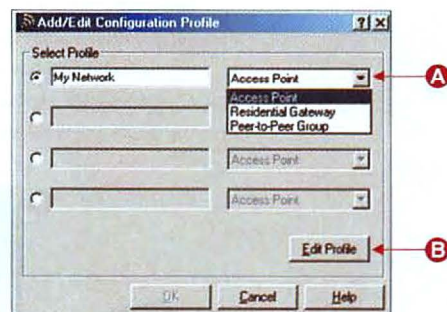 Add/Edit Configuration Profile
Select Profile
My Network
Access Point
A
Access Point
Residential Gateway
Peer-to-Peer Group
Access Point
Access Point
Edit Profile
B
OK
Cancel
Help